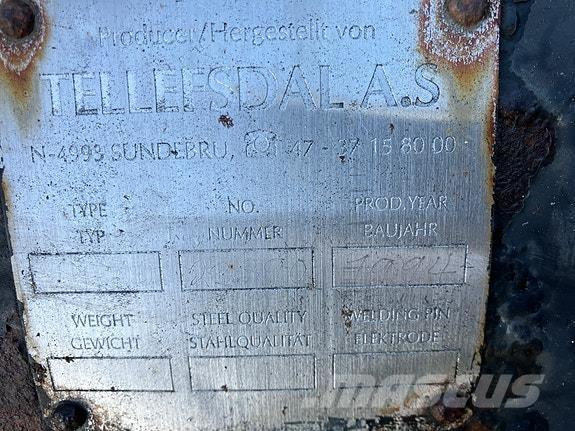 Producer/Hergestellt von
TELLEFSDAL A.S
N-4993 SUNDEBRU, 47 - 37 15 80 00
TYPE NO. PROD.YEAR
TYP NUMMER BAUJAHR
1994
WEIGHT STEEL QUALITY WELDING PIN
GEWICHT STAHLQUALITÄT ELEKTRODE
MASCUS